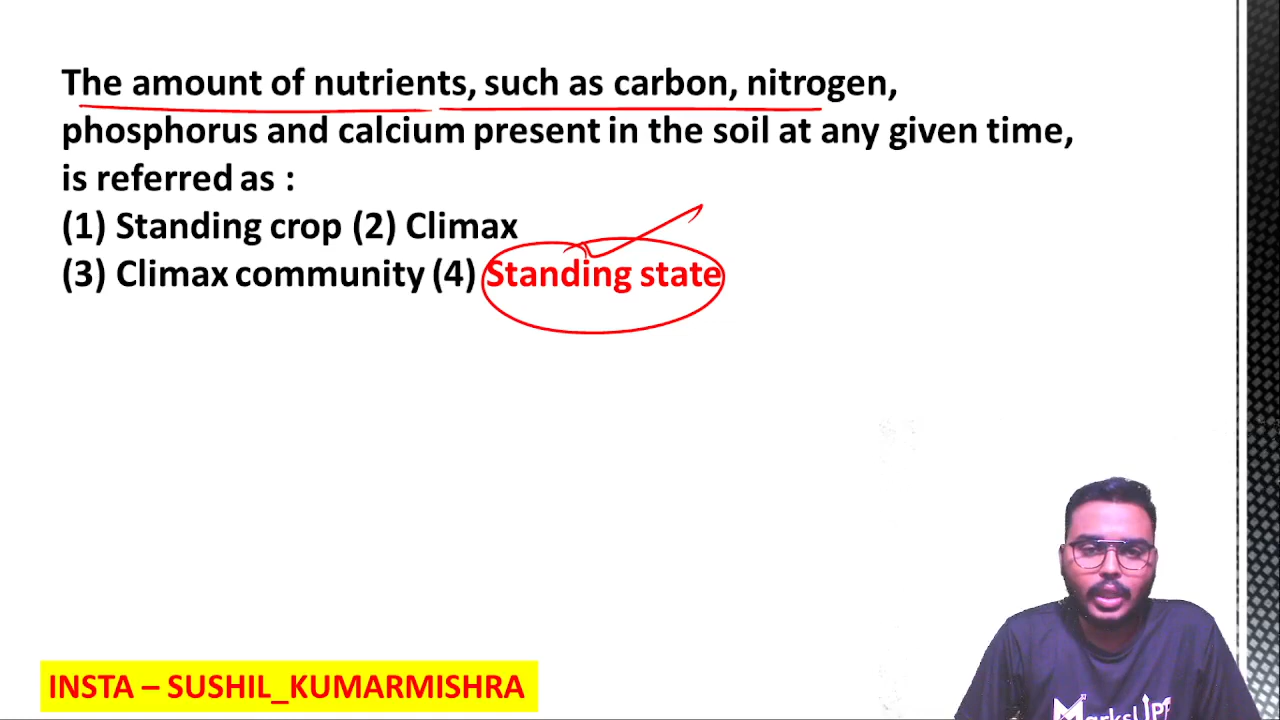 The amount of nutrients, such as carbon, nitrogen,
phosphorus and calcium present in the soil at any given time,
is referred as :
(1) Standing crop (2) Climax
(3) Climax community (4) Standing state
INSTA – SUSHIL_KUMARMISHRA